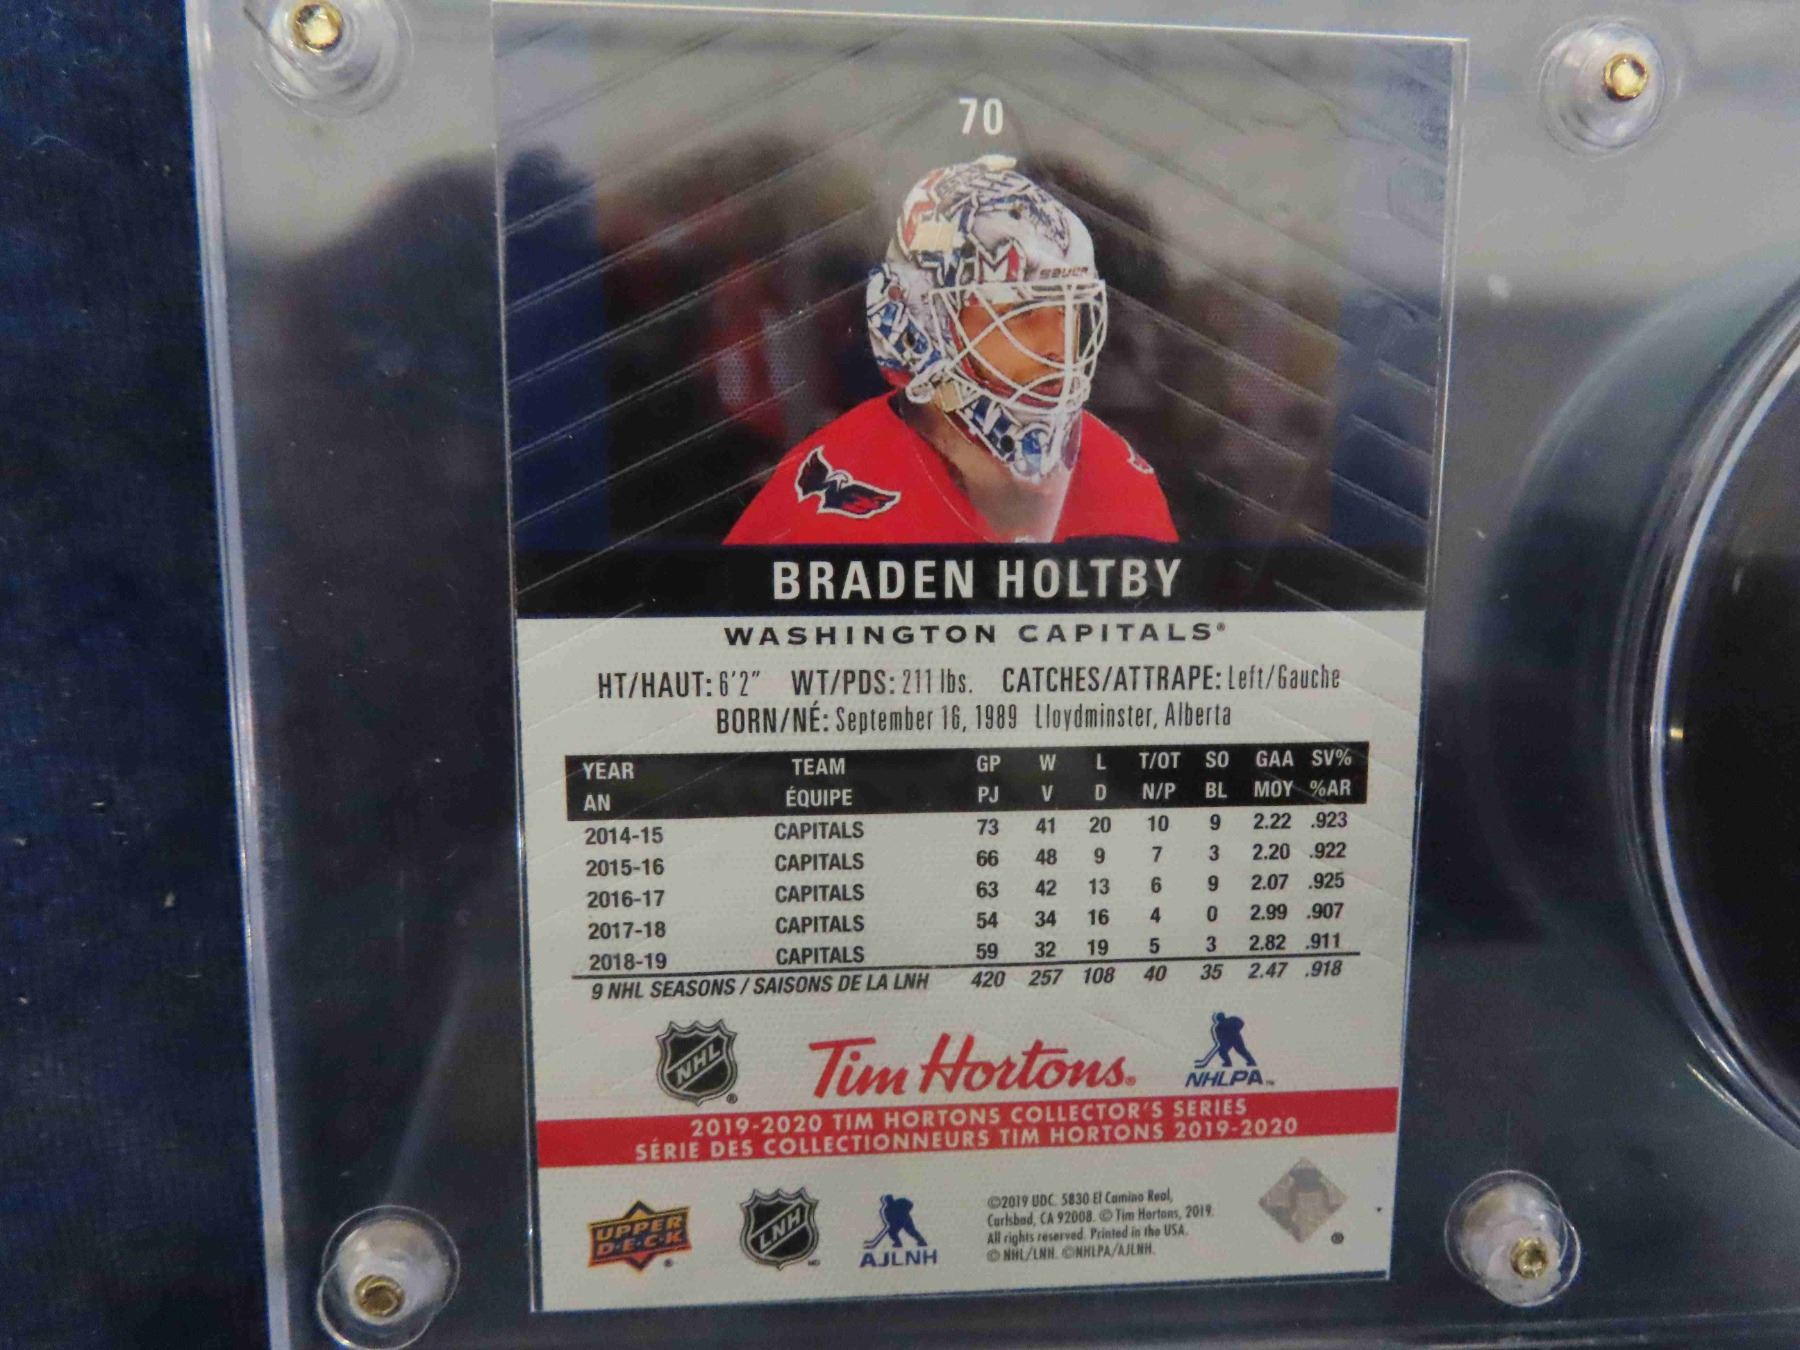 70
BAUER
BRADEN HOLTBY
WASHINGTON CAPITALS®
HT/HAUT: 6'2" WT/PDS: 211 lbs. CATCHES/ATTRAPE: Left/Gauche
BORN/NÉ: September 16, 1989 Lloydminster, Alberta
YEAR TEAM GP W L T/OT SO GAA SV%
AN ÉQUIPE PJ V D N/P BL MOY %AR
2014-15 CAPITALS 73 41 20 10 9 2.22 .923
2015-16 CAPITALS 66 48 9 7 3 2.20 .922
2016-17 CAPITALS 63 42 13 6 9 2.07 .925
2017-18 CAPITALS 54 34 16 4 0 2.99 .907
2018-19 CAPITALS 59 32 19 5 3 2.82 .911
9 NHL SEASONS / SAISONS DE LA LNH 420 257 108 40 35 2.47 .918
NHL ® Tim Hortons® NHLPA™
2019-2020 TIM HORTONS COLLECTOR'S SERIES
SÉRIE DES COLLECTIONNEURS TIM HORTONS 2019-2020
UPPER
D·E·C·K ®
LNH MD
AJLNH
©2019 UDC. 5830 El Camino Real,
Carlsbad, CA 92008. © Tim Hortons, 2019.
All rights reserved. Printed in the USA.
© NHL/LNH. ©NHLPA/AJLNH.
®